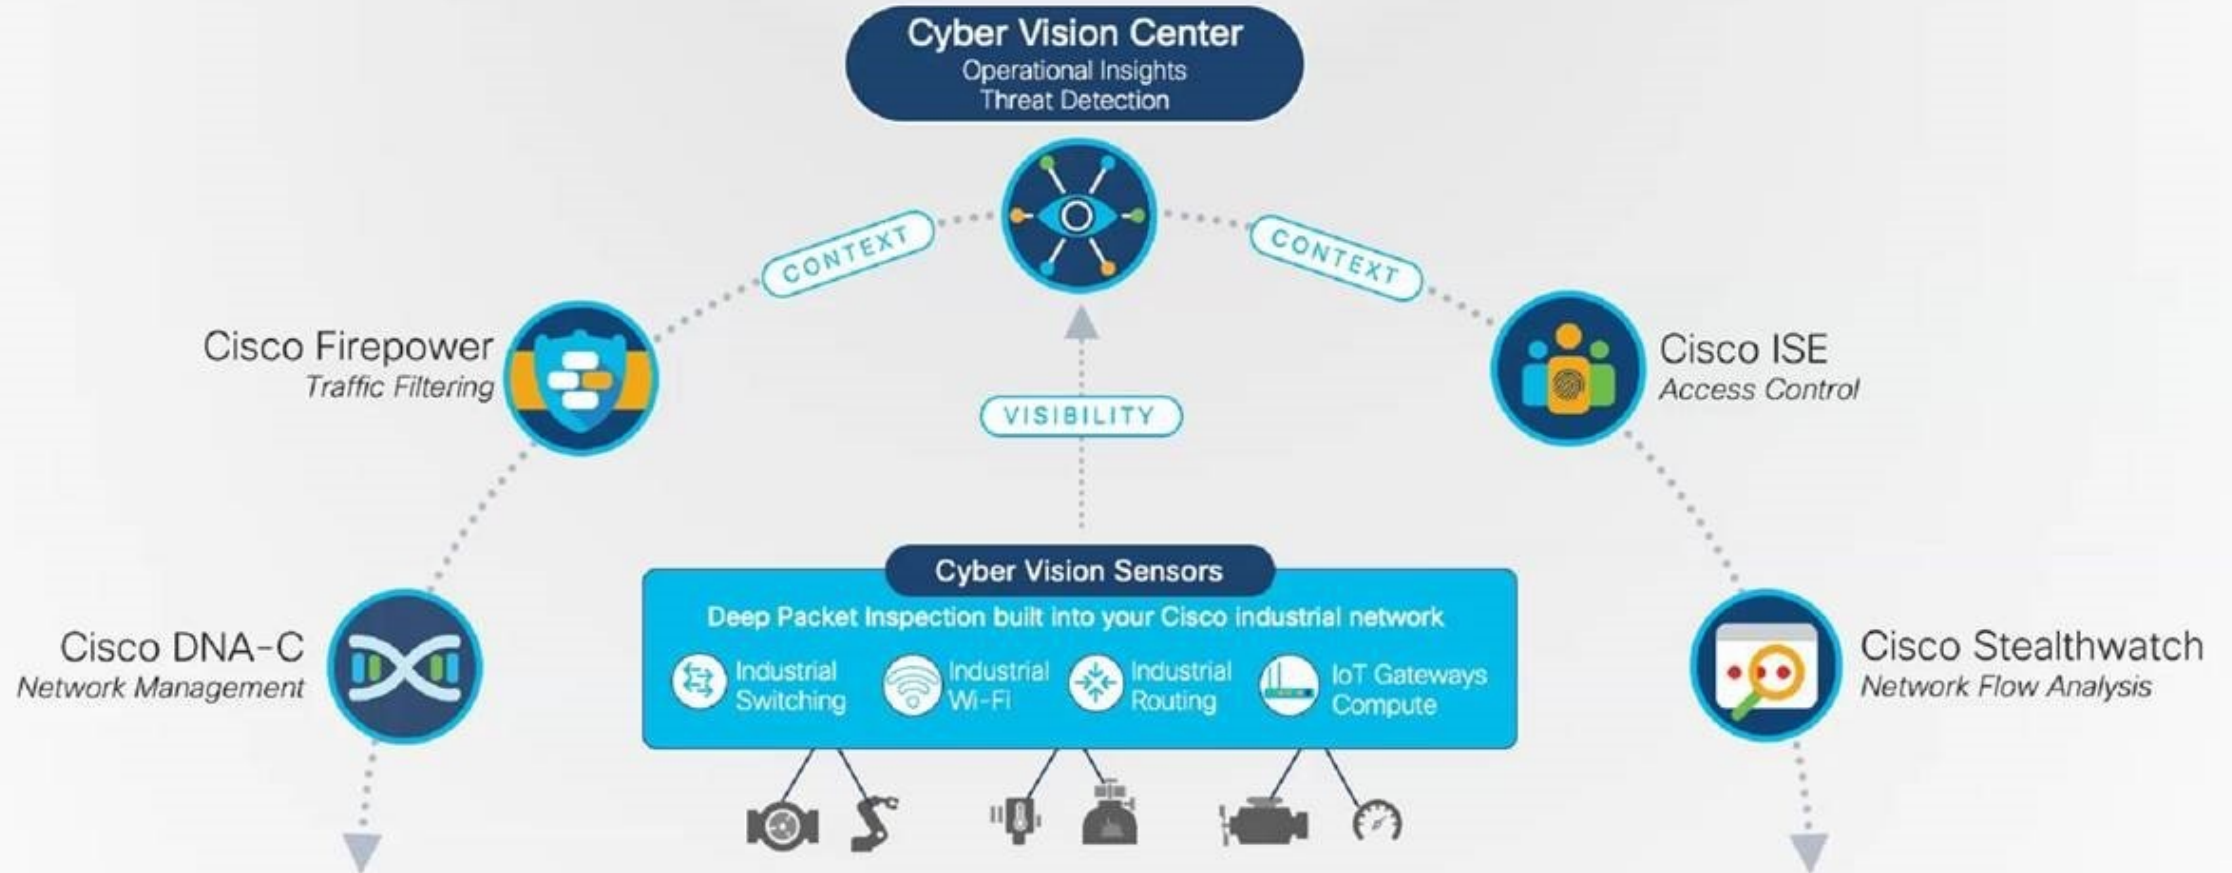 Cyber Vision Center
Operational Insights
Threat Detection
CONTEXT
CONTEXT
Cisco Firepower
Traffic Filtering
Cisco ISE
Access Control
VISIBILITY
Cyber Vision Sensors
Deep Packet Inspection built into your Cisco industrial network
Cisco DNA-C
Network Management
Industrial
Switching
Industrial
Wi-Fi
Industrial
Routing
IoT Gateways
Compute
Cisco Stealthwatch
Network Flow Analysis